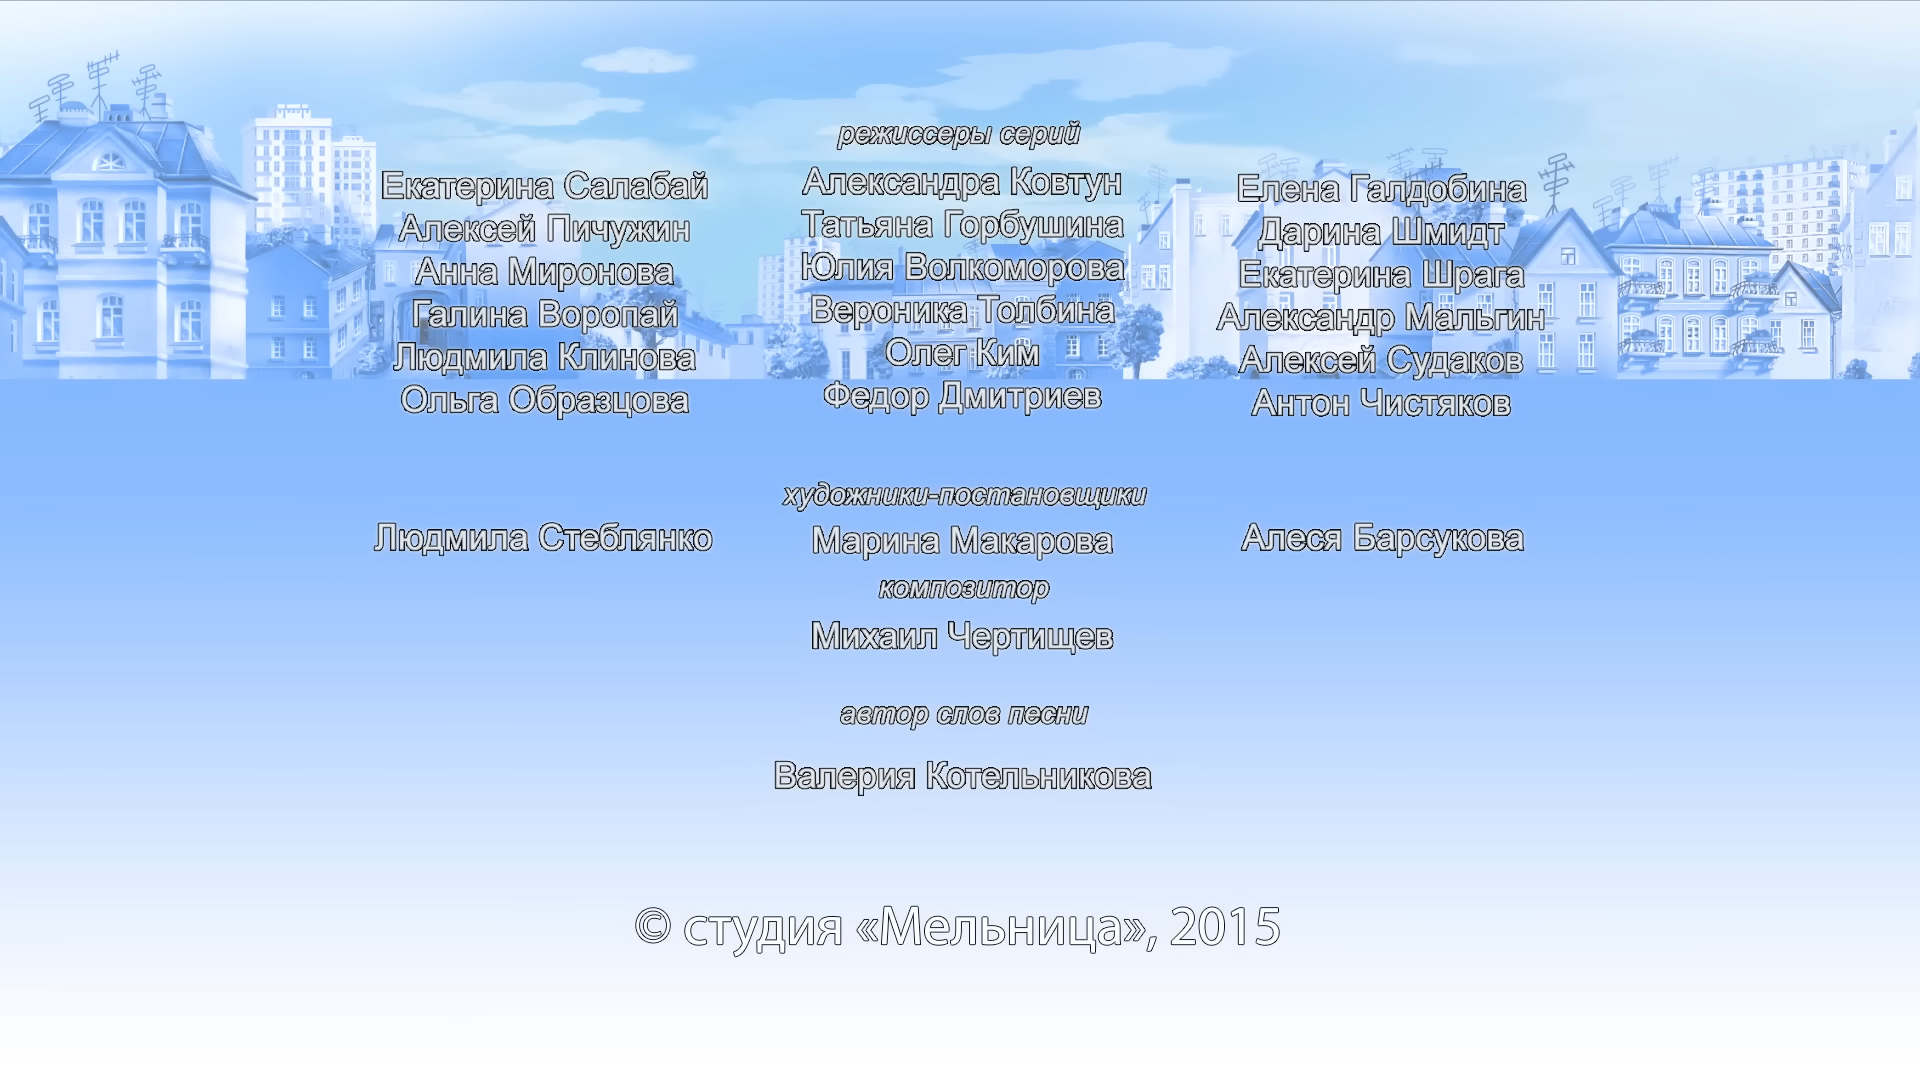 режиссеры серий
Екатерина Салабай Александра Ковтун Елена Галдобина
Алексей Пичужин Татьяна Горбушина Дарина Шмидт
Анна Миронова Юлия Волкоморова Екатерина Шрага
Галина Воропай Вероника Толбина Александр Мальгин
Людмила Клинова Олег Ким Алексей Судаков
Ольга Образцова Федор Дмитриев Антон Чистяков
художники-постановщики
Людмила Стеблянко Марина Макарова Алеся Барсукова
композитор
Михаил Чертищев
автор слов песни
Валерия Котельникова
© студия «Мельница», 2015